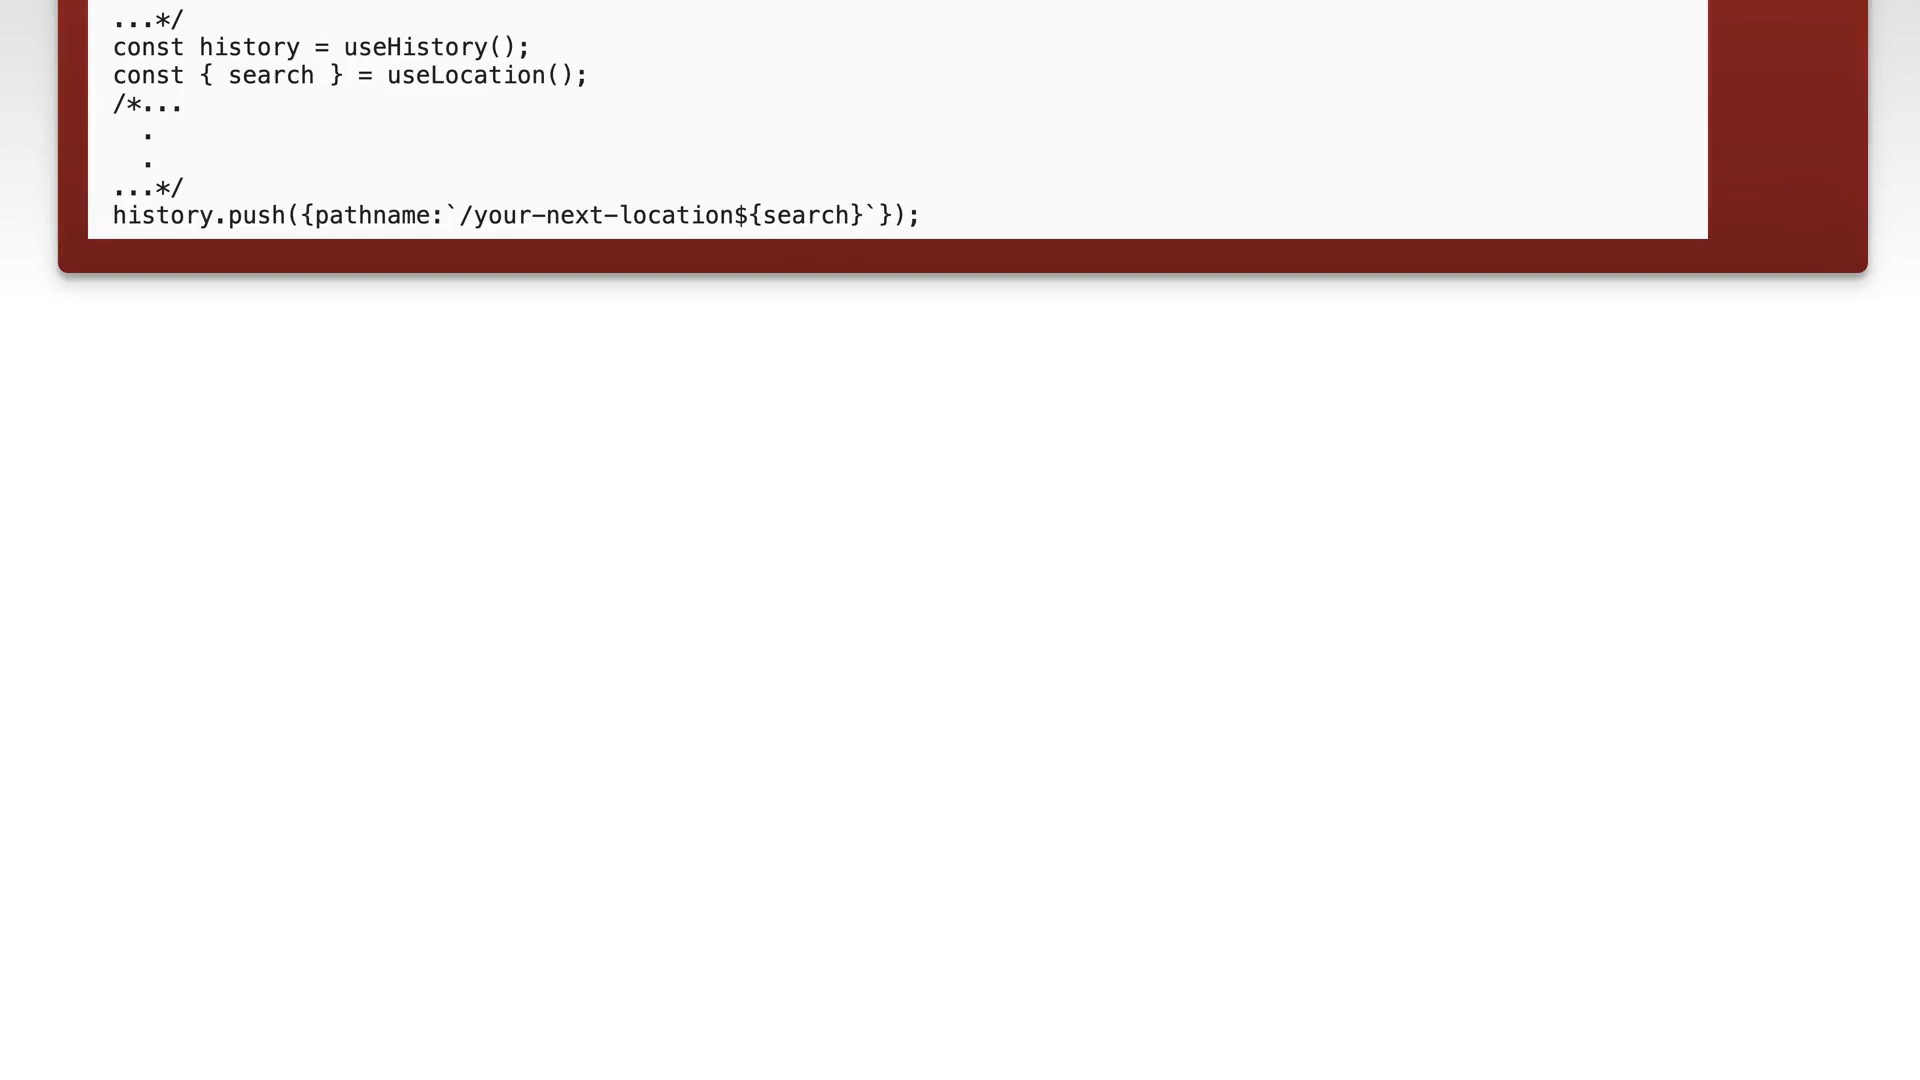 ...*/
const history = useHistory();
const { search } = useLocation();
/*...
  .
  .
...*/
history.push({pathname:`/your-next-location${search}`});